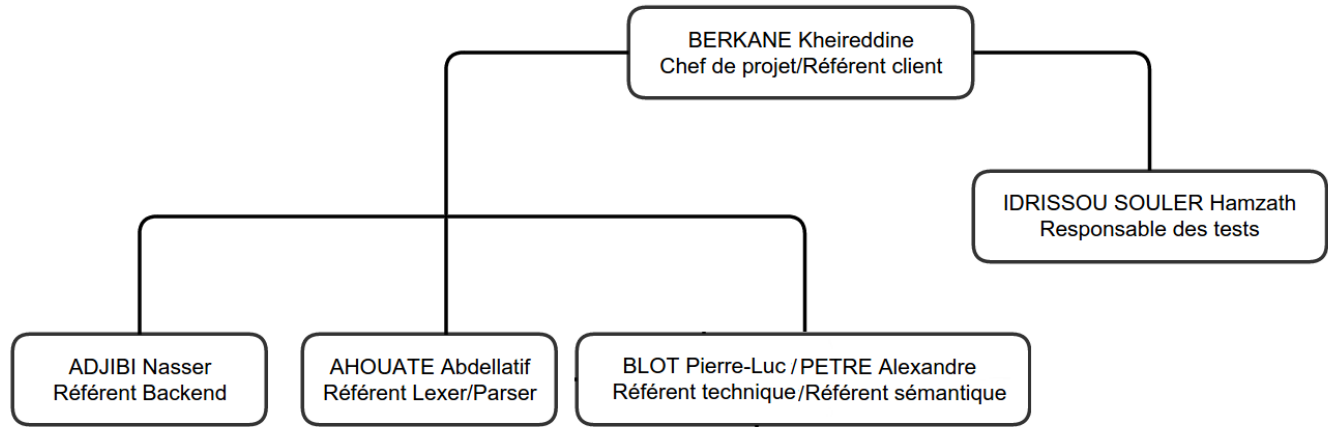 BERKANE Kheireddine
Chef de projet/Référent client
IDRISSOU SOULER Hamzath
Responsable des tests
ADJIBI Nasser
Référent Backend
AHOUATE Abdellatif
Référent Lexer/Parser
BLOT Pierre-Luc / PETRE Alexandre
Référent technique/Référent sémantique